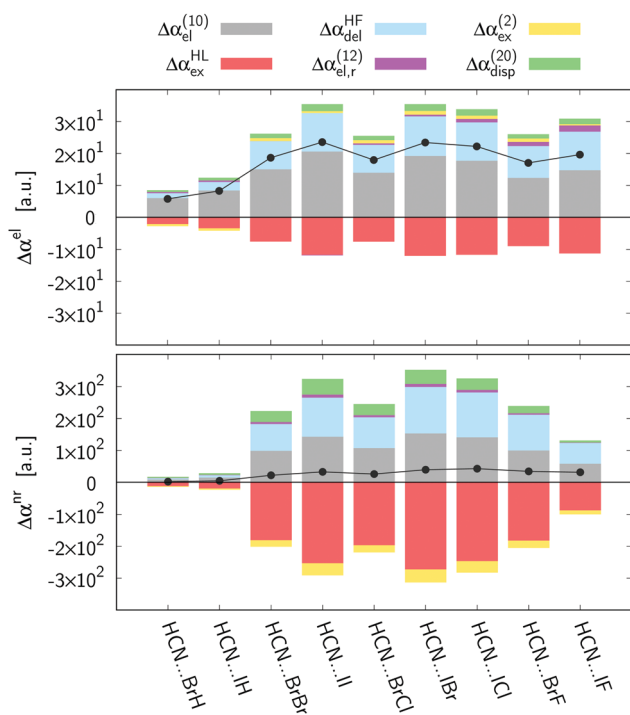 Δα_el^(10) Δα_del^HF Δα_ex^(2)
Δα_ex^HL Δα_el,r^(12) Δα_disp^(20)
Δα^el [a.u.]
3×10^1
2×10^1
1×10^1
0
-1×10^1
-2×10^1
-3×10^1
Δα^nr [a.u.]
3×10^2
2×10^2
1×10^2
0
-1×10^2
-2×10^2
-3×10^2
HCN...BrH
HCN...IH
HCN...BrBr
HCN...II
HCN...BrCl
HCN...IBr
HCN...ICl
HCN...BrF
HCN...IF